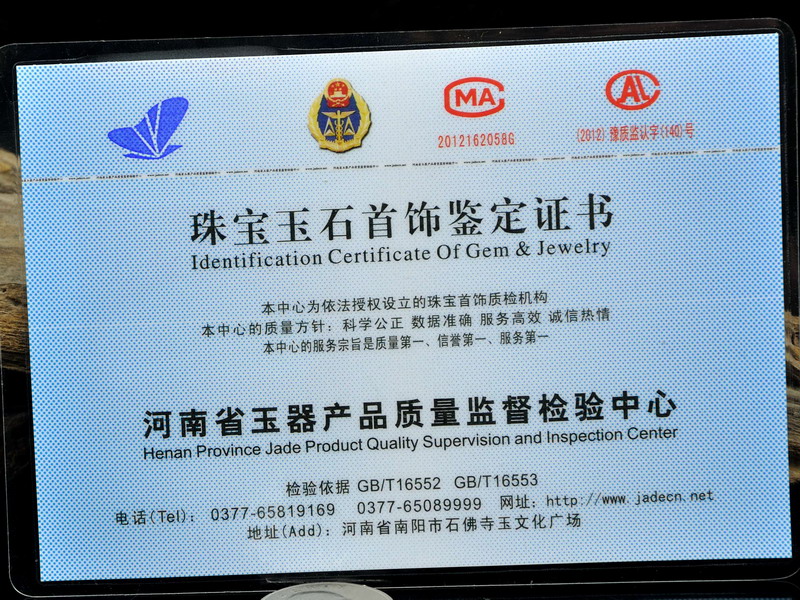 MA
AL
2012162058G
(2012) 豫质监认字(140)号
珠宝玉石首饰鉴定证书
Identification Certificate Of Gem & Jewelry
本中心为依法授权设立的珠宝首饰质检机构
本中心的质量方针：科学公正 数据准确 服务高效 诚信热情
本中心的服务宗旨是质量第一、信誉第一、服务第一
河南省玉器产品质量监督检验中心
Henan Province Jade Product Quality Supervision and Inspection Center
检验依据 GB/T16552 GB/T16553
电话(Tel)： 0377-65819169 0377-65089999 网址：http://www.jadecn.net
地址(Add)：河南省南阳市石佛寺玉文化广场